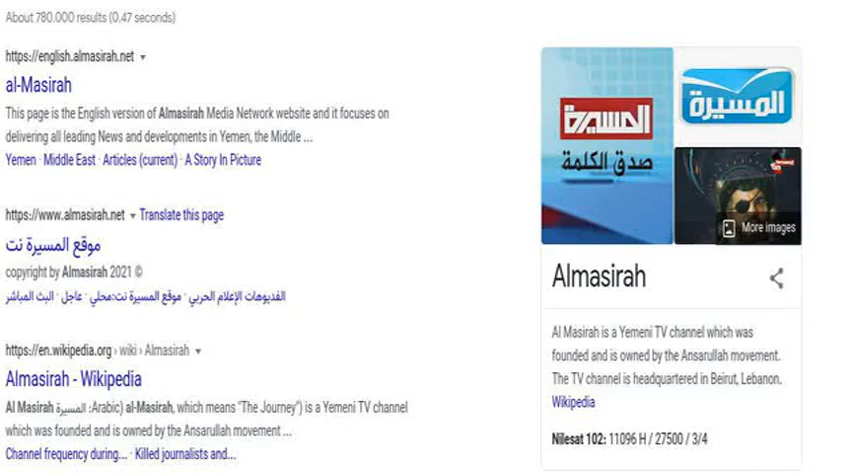 About 780.000 results (0.47 seconds)
https://english.almasirah.net
al-Masirah
This page is the English version of Almasirah Media Network website and it focuses on
delivering all leading News and developments in Yemen, the Middle ...
Yemen · Middle East · Articles (current) · A Story In Picture
https://www.almasirah.net Translate this page
موقع المسيرة نت
copyright by Almasirah 2021 ©
الفديوهات الإعلام الحربي · موقع المسيرة نت:محلي · عاجل · البث المباشر
https://en.wikipedia.org › wiki › Almasirah
Almasirah - Wikipedia
Al Masirah المسيرة :Arabic) al-Masirah, which means "The Journey") is a Yemeni TV channel
which was founded and is owned by the Ansarullah movement ...
Channel frequency during... · Killed journalists and...
المسيرة
صدق الكلمة
المسيرة
More images
Almasirah
Al Masirah is a Yemeni TV channel which was
founded and is owned by the Ansarullah movement.
The TV channel is headquartered in Beirut, Lebanon.
Wikipedia
Nilesat 102: 11096 H / 27500 / 3/4